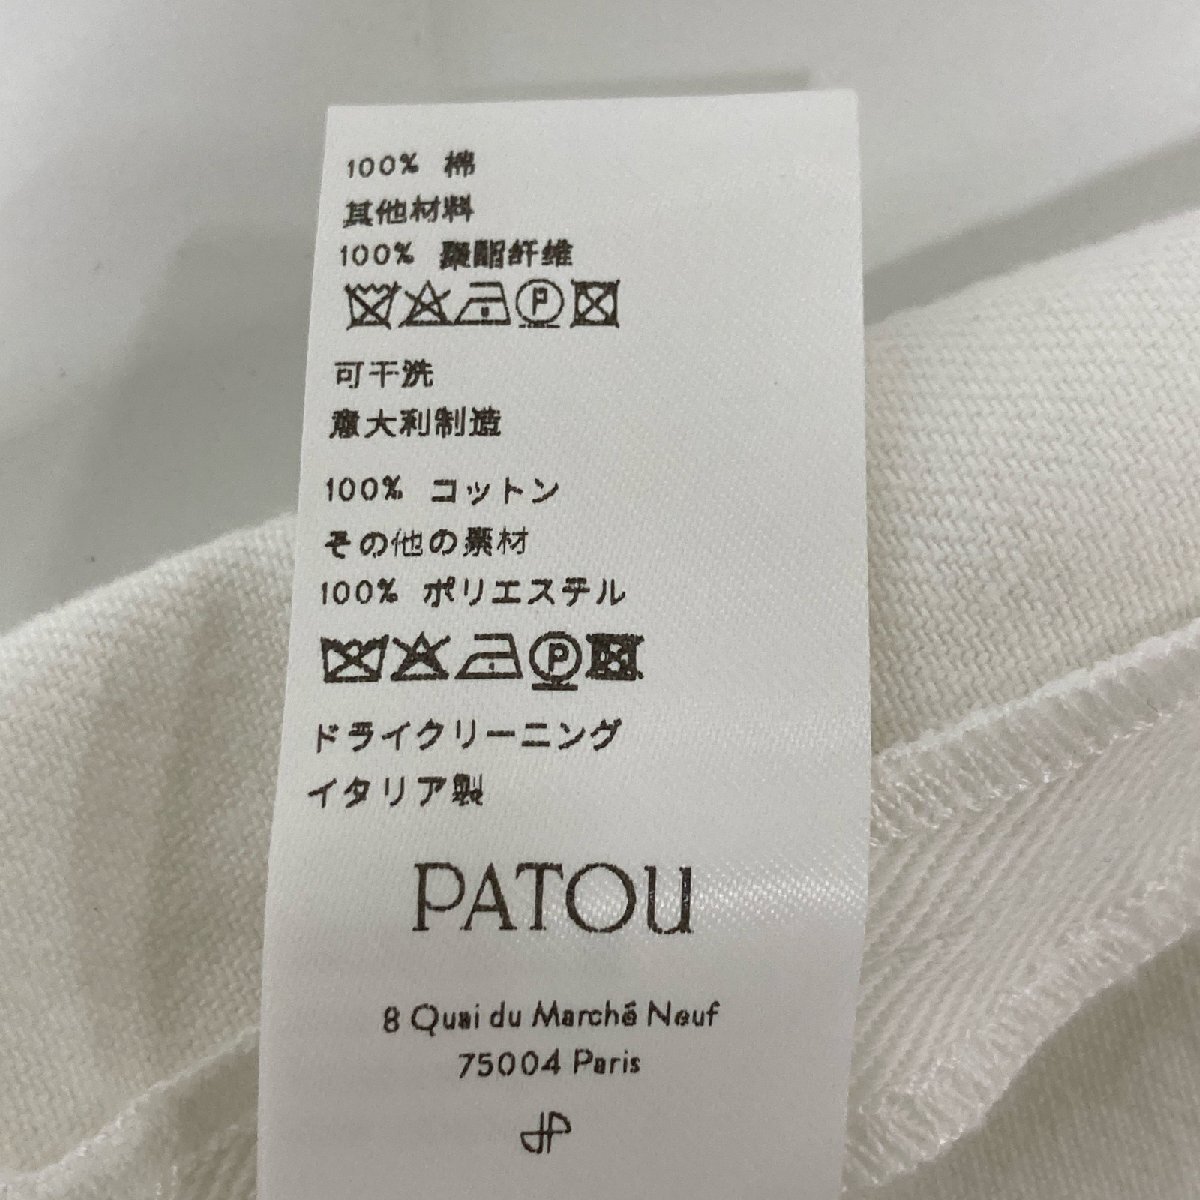 100% 棉
其他材料
100% 聚酯纤维
P
可干洗
意大利制造
100% コットン
その他の素材
100% ポリエステル
P
ドライクリーニング
イタリア製
PATOU
8 Quai du Marché Neuf
75004 Paris
JP